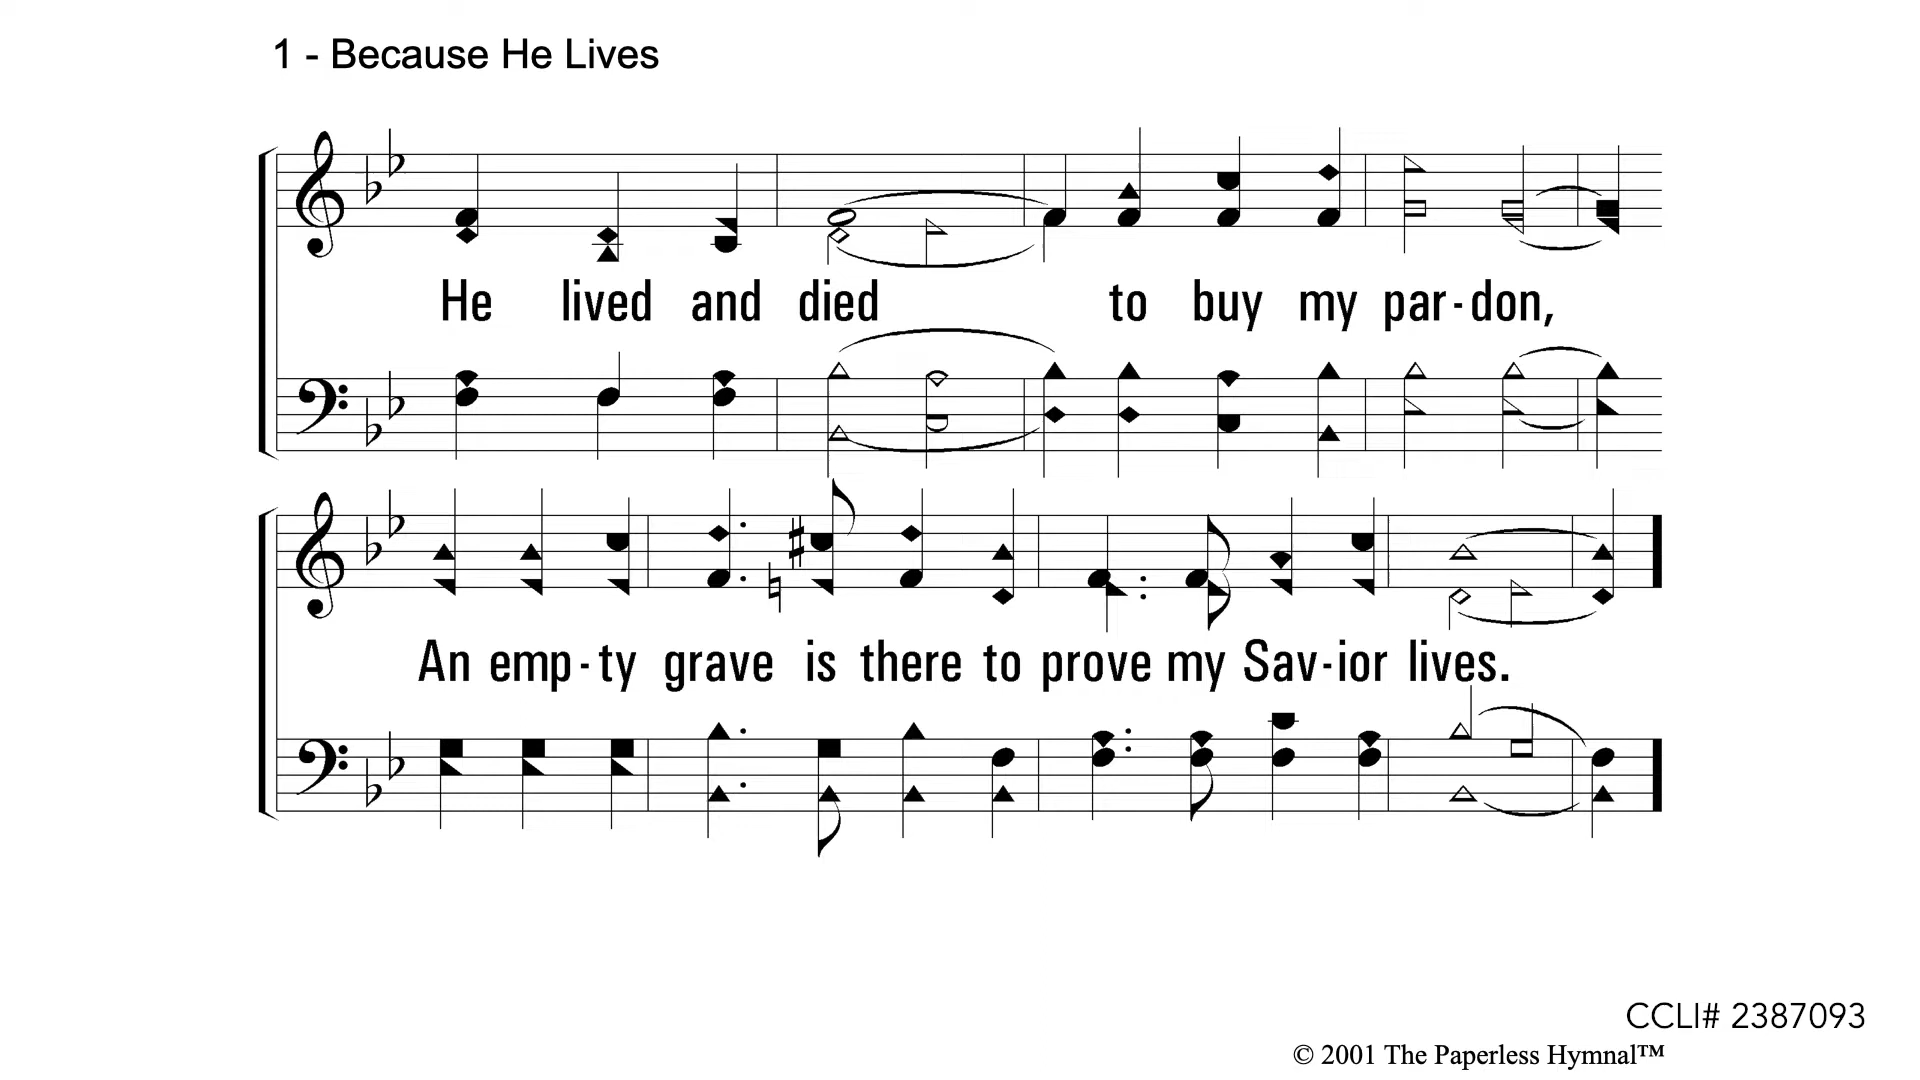 1 - Because He Lives
He lived and died to buy my par-don,
An emp-ty grave is there to prove my Sav-ior lives.
CCLI# 2387093
© 2001 The Paperless Hymnal™